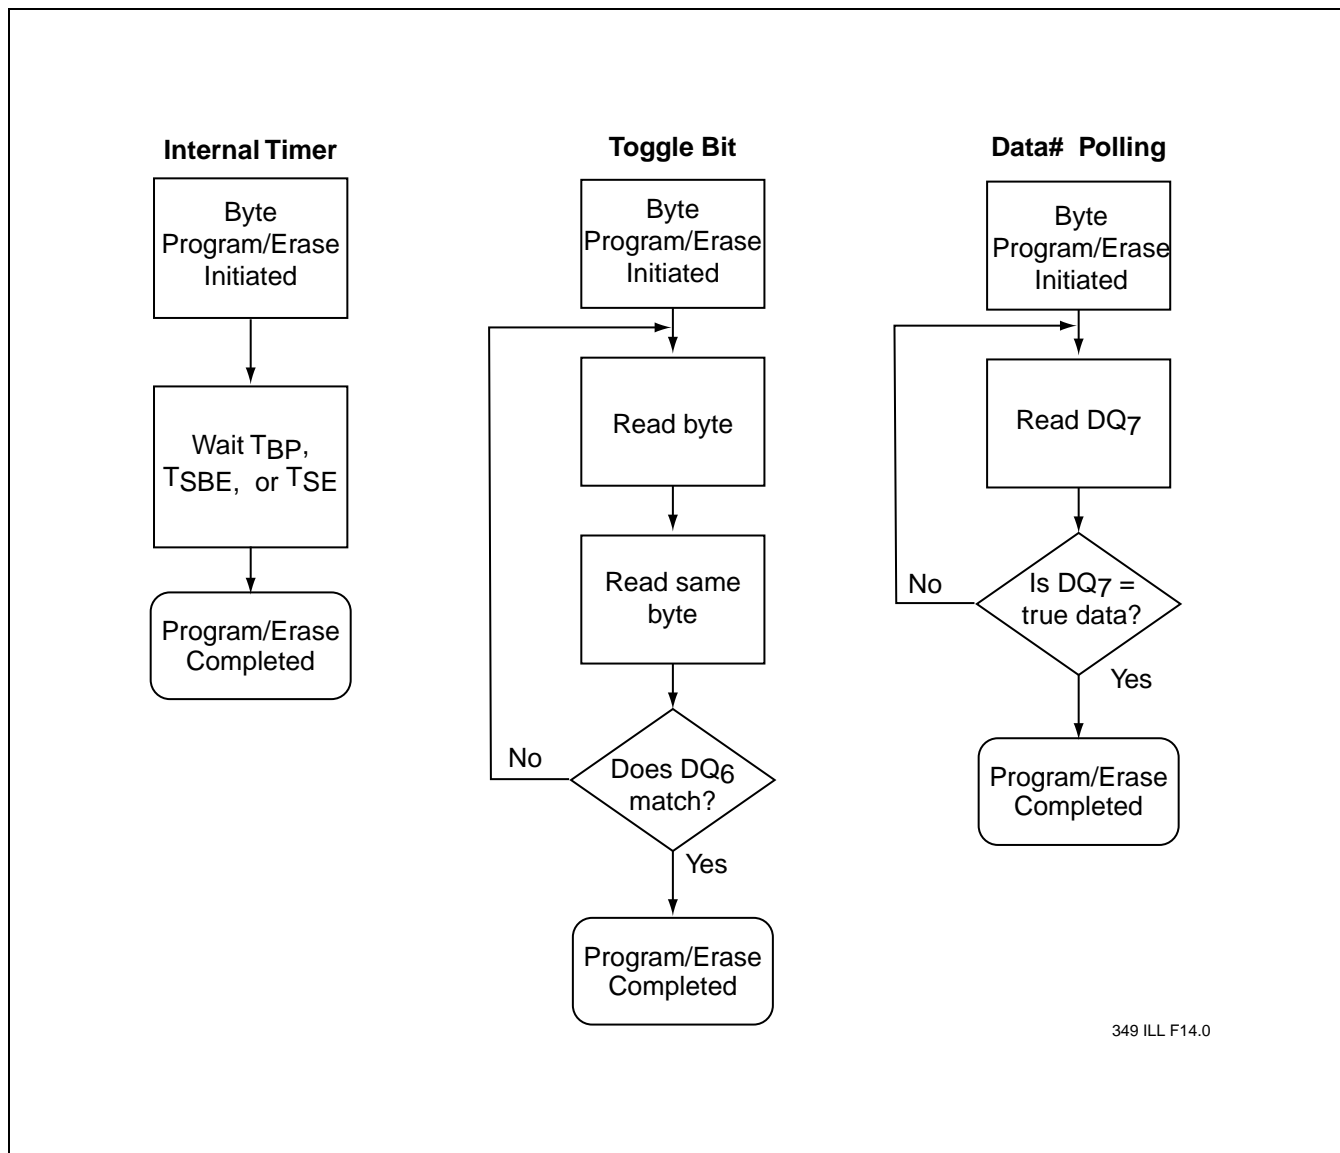 Internal Timer
Byte
Program/Erase
Initiated
Wait TBP,
TSBE, or TSE
Program/Erase
Completed
Toggle Bit
Byte
Program/Erase
Initiated
Read byte
Read same
byte
No
Does DQ6
match?
Yes
Program/Erase
Completed
Data# Polling
Byte
Program/Erase
Initiated
Read DQ7
No
Is DQ7 =
true data?
Yes
Program/Erase
Completed
349 ILL F14.0